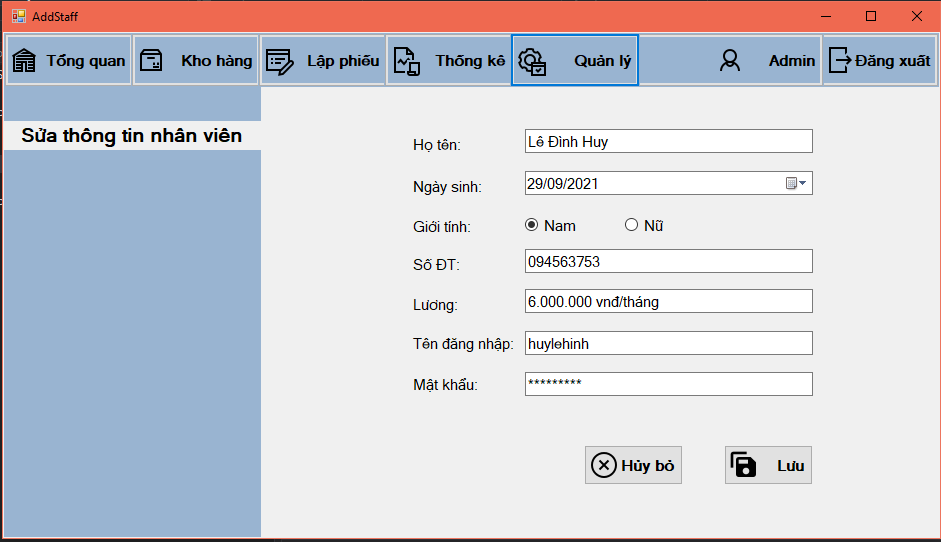 AddStaff
Tổng quan Kho hàng Lập phiếu Thống kê Quản lý Admin Đăng xuất
Sửa thông tin nhân viên
Họ tên: Lê Đình Huy
Ngày sinh: 29/09/2021
Giới tính: Nam Nữ
Số ĐT: 094563753
Lương: 6.000.000 vnđ/tháng
Tên đăng nhập: huylehinh
Mật khẩu: *********
Hủy bỏ Lưu